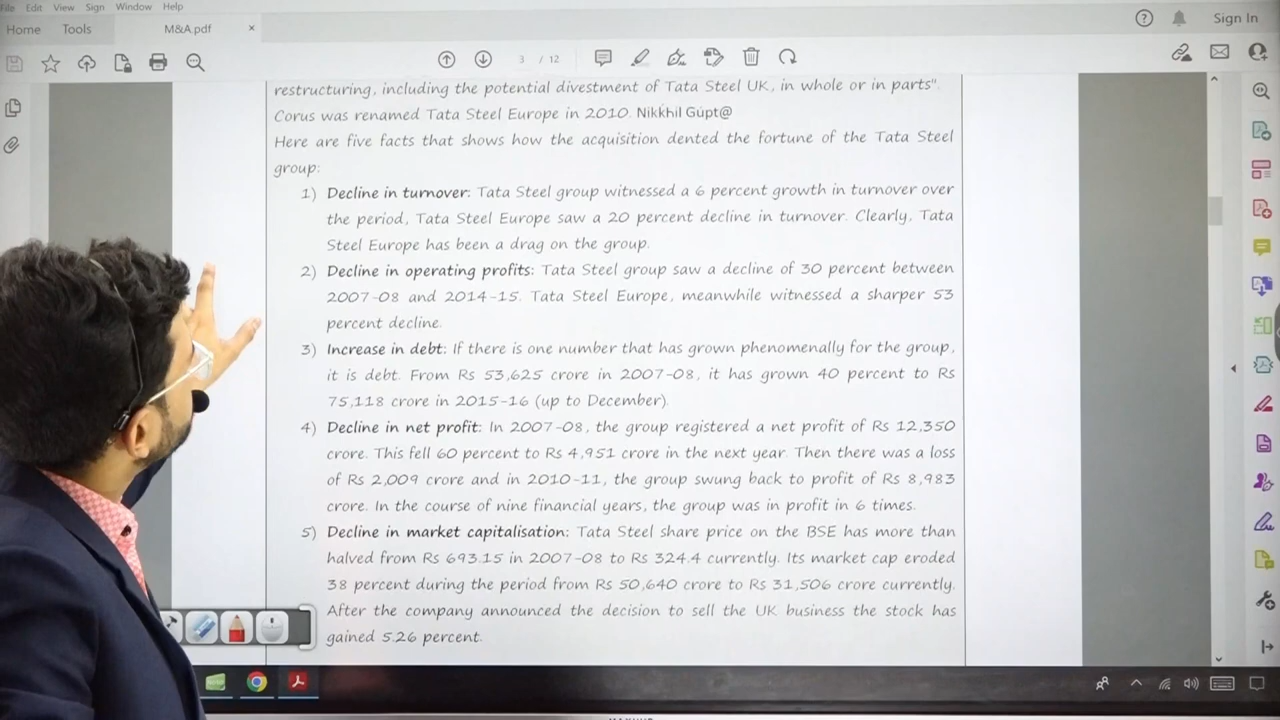 File Edit View Sign Window Help
Home Tools M&A.pdf ×
? Sign In
3 / 12
restructuring, including the potential divestment of Tata Steel UK, in whole or in parts".
Corus was renamed Tata Steel Europe in 2010. Nikkhil Gupt@
Here are five facts that shows how the acquisition dented the fortune of the Tata Steel
group:
1) Decline in turnover: Tata Steel group witnessed a 6 percent growth in turnover over
the period, Tata Steel Europe saw a 20 percent decline in turnover. Clearly, Tata
Steel Europe has been a drag on the group.
2) Decline in operating profits: Tata Steel group saw a decline of 30 percent between
2007-08 and 2014-15. Tata Steel Europe, meanwhile witnessed a sharper 53
percent decline.
3) Increase in debt: If there is one number that has grown phenomenally for the group,
it is debt. From Rs 53,625 crore in 2007-08, it has grown 40 percent to Rs
75,118 crore in 2015-16 (up to December).
4) Decline in net profit: In 2007-08, the group registered a net profit of Rs 12,350
crore. This fell 60 percent to Rs 4,951 crore in the next year. Then there was a loss
of Rs 2,009 crore and in 2010-11, the group swung back to profit of Rs 8,983
crore. In the course of nine financial years, the group was in profit in 6 times.
5) Decline in market capitalisation: Tata Steel share price on the BSE has more than
halved from Rs 693.15 in 2007-08 to Rs 324.4 currently. Its market cap eroded
38 percent during the period from Rs 50,640 crore to Rs 31,506 crore currently.
After the company announced the decision to sell the UK business the stock has
gained 5.26 percent.